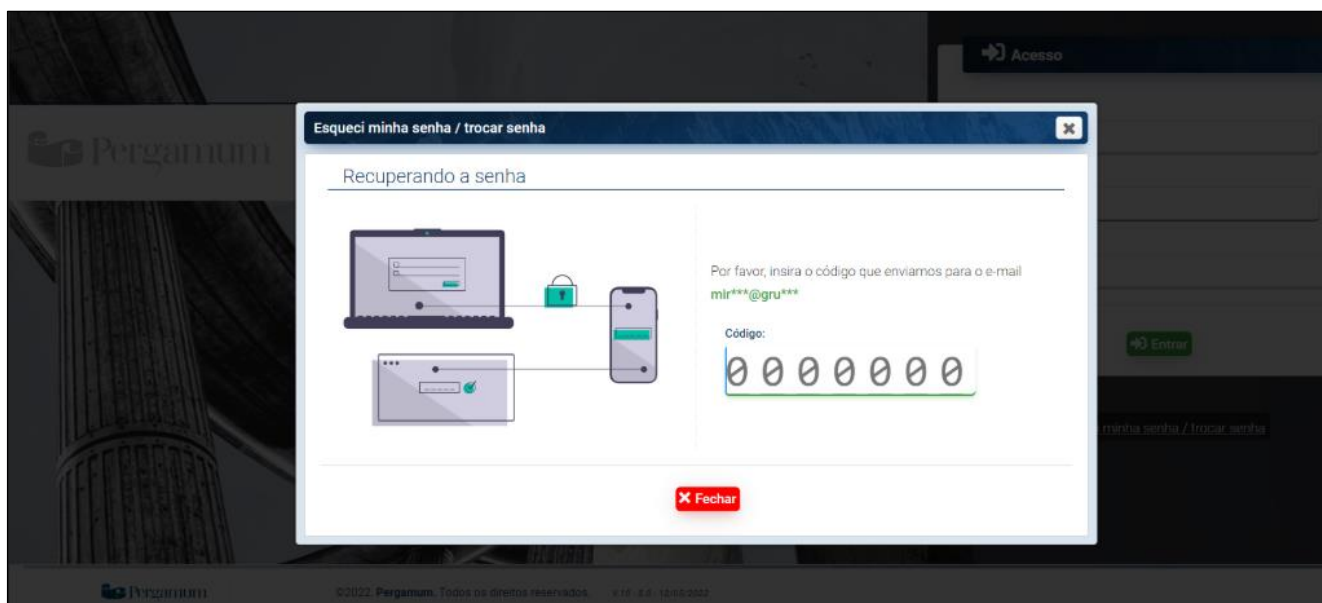 Acesso
Esqueci minha senha / trocar senha
Pergamum
Recuperando a senha
Por favor, insira o código que enviamos para o e-mail
mir***@gru***
Código:
0000000
Entrar
minha senha / trocar senha
Fechar
Pergamum
©2022. Pergamum. Todos os direitos reservados.